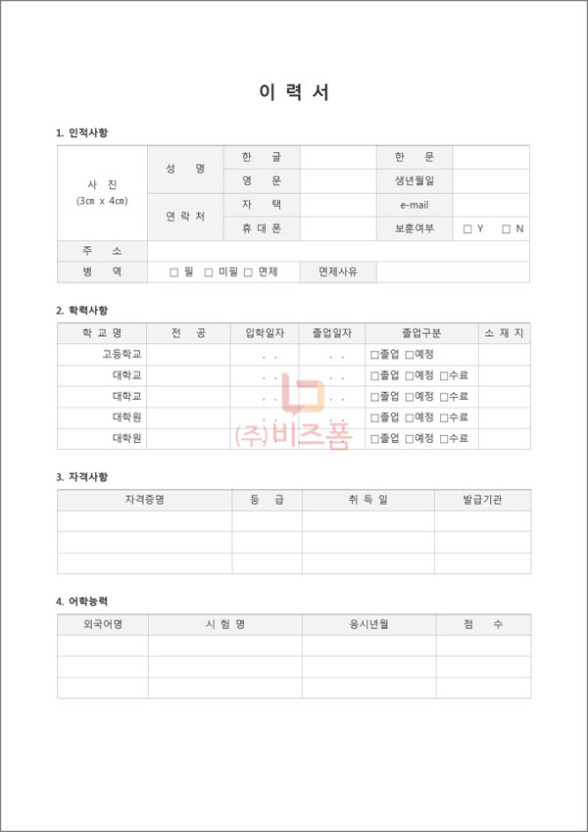 이 력 서
1. 인적사항
사 진
(3㎝ x 4㎝)
성 명
한 글
한 문
영 문
생년월일
연 락 처
자 택
e-mail
휴 대 폰
보훈여부
□ Y □ N
주 소
병 역
□ 필 □ 미필 □ 면제
면제사유
2. 학력사항
학 교 명 전 공 입학일자 졸업일자 졸업구분 소 재 지
고등학교 . . . . □졸업 □예정
대학교 . . . . □졸업 □예정 □수료
대학교 . . . . □졸업 □예정 □수료
대학원 . . . . □졸업 □예정 □수료
대학원 . . . . □졸업 □예정 □수료
(주)비즈폼
3. 자격사항
자격증명 등 급 취 득 일 발급기관
4. 어학능력
외국어명 시 험 명 응시년월 점 수